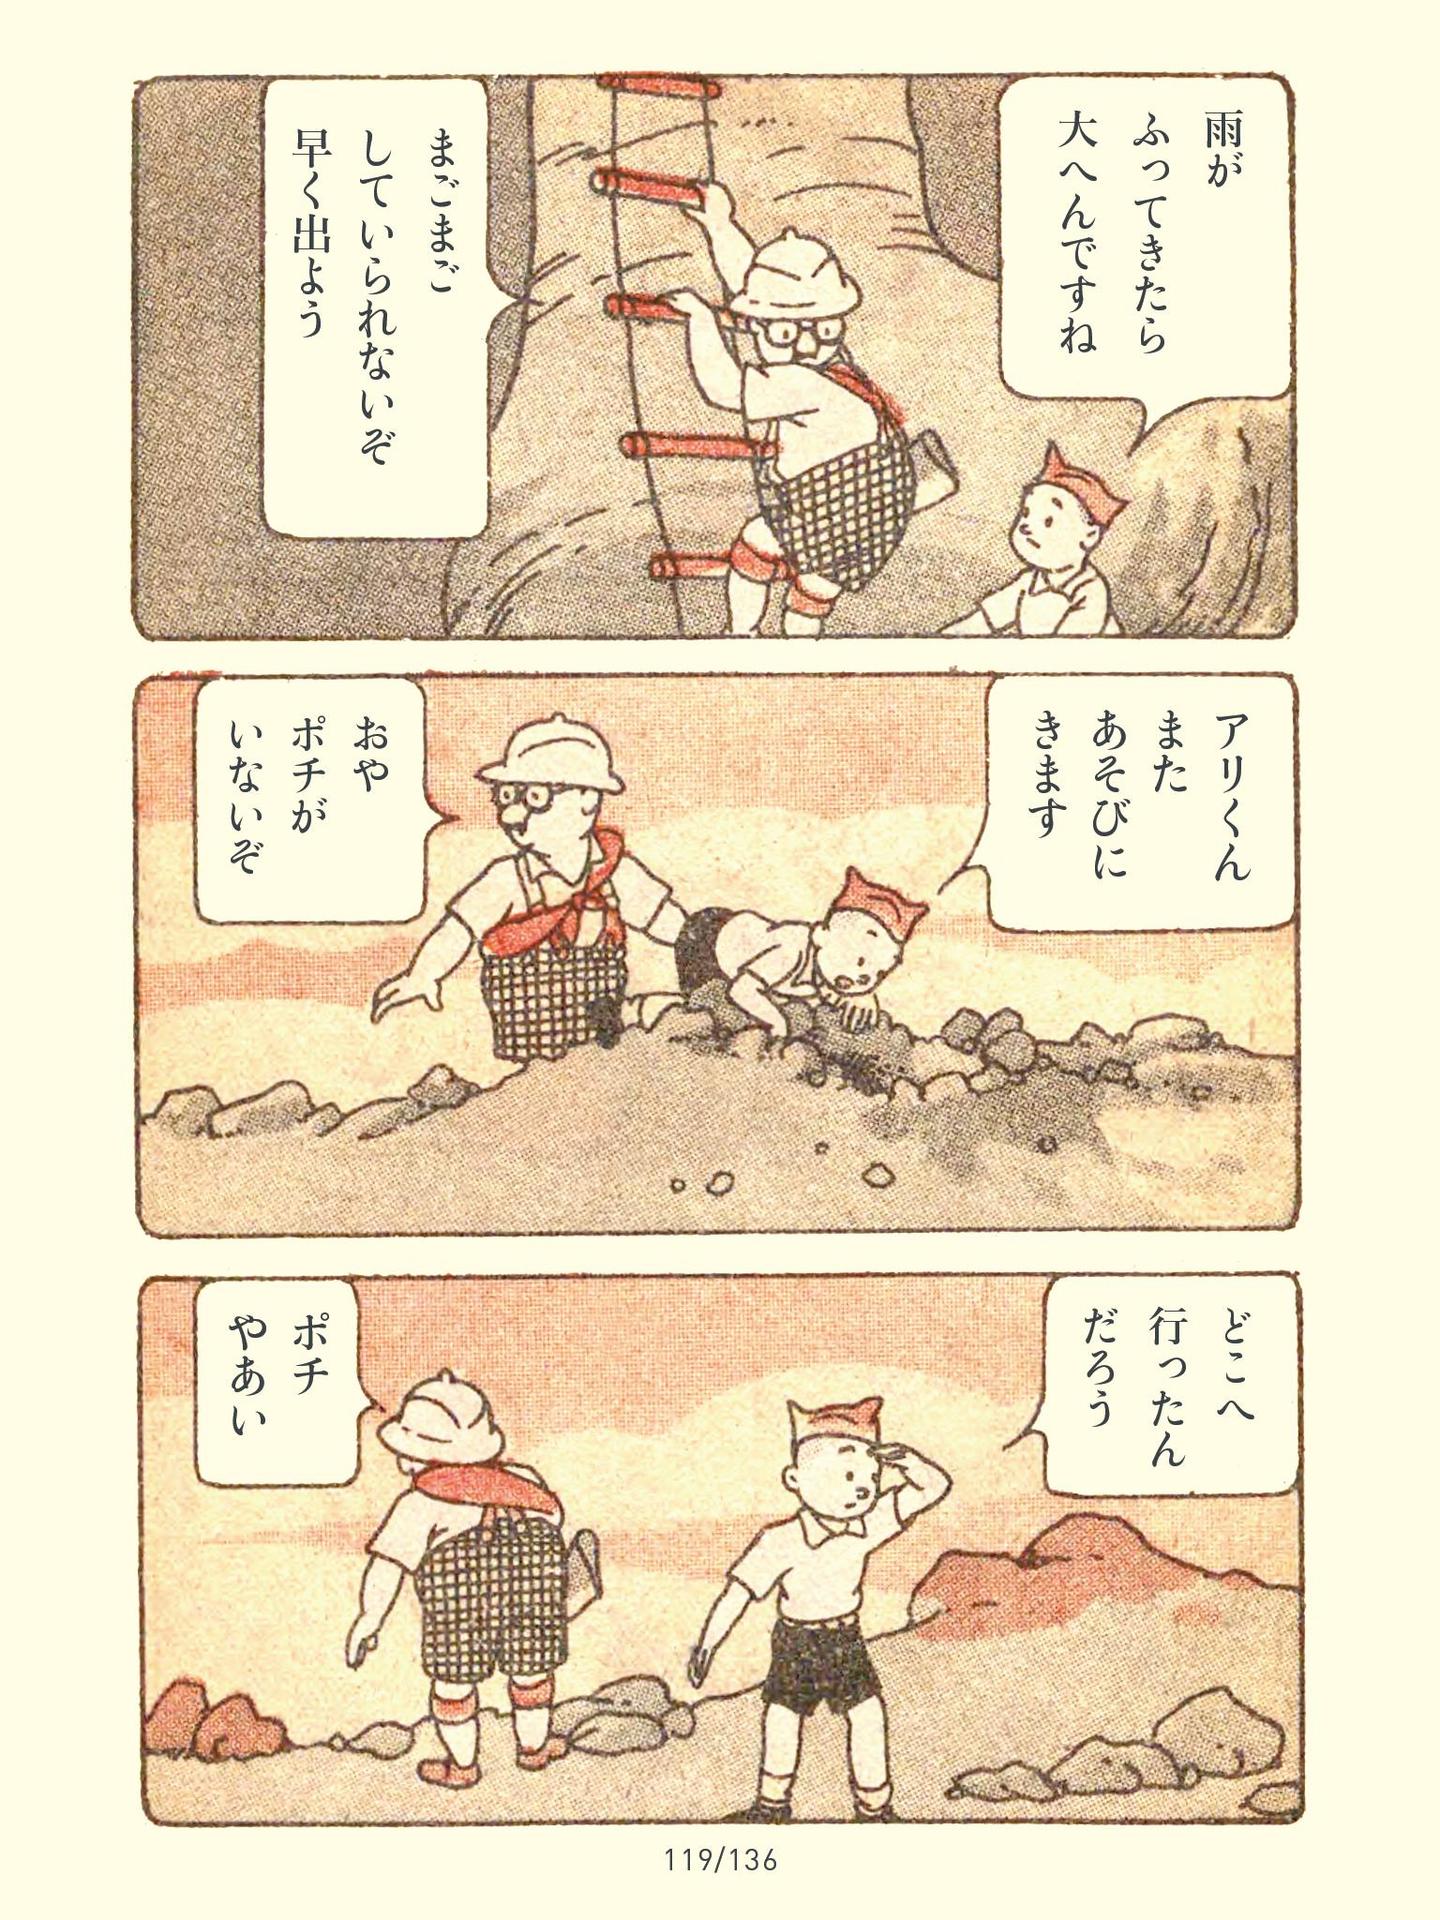 雨が
ふってきたら
大へんですね
まごまご
していられないぞ
早く出よう
アリくん
また
あそびに
きます
おや
ポチが
いないぞ
どこへ
行ったん
だろう
ポチ
やあい
119/136